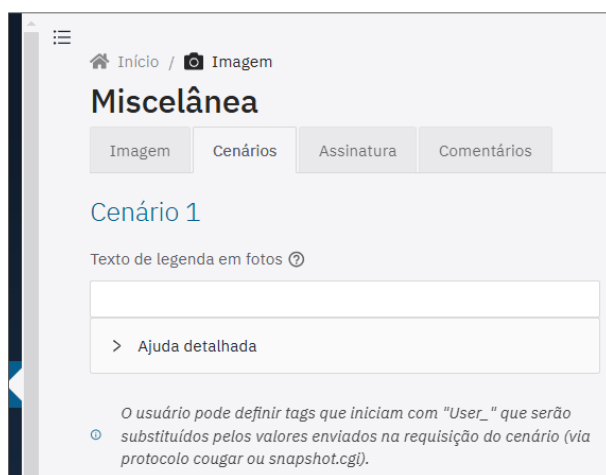 Início / Imagem
Miscelânea
Imagem Cenários Assinatura Comentários
Cenário 1
Texto de legenda em fotos
Ajuda detalhada
O usuário pode definir tags que iniciam com "User_" que serão
substituídos pelos valores enviados na requisição do cenário (via
protocolo cougar ou snapshot.cgi).